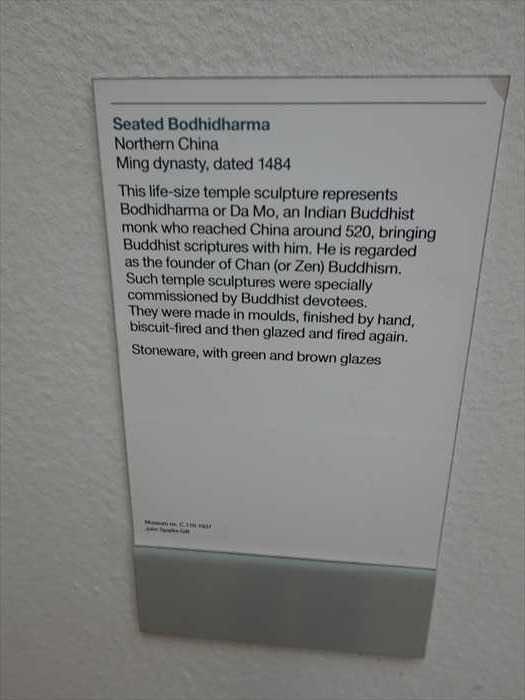 Seated Bodhidharma
Northern China
Ming dynasty, dated 1484
This life-size temple sculpture represents
Bodhidharma or Da Mo, an Indian Buddhist
monk who reached China around 520, bringing
Buddhist scriptures with him. He is regarded
as the founder of Chan (or Zen) Buddhism.
Such temple sculptures were specially
commissioned by Buddhist devotees.
They were made in moulds, finished by hand,
biscuit-fired and then glazed and fired again.
Stoneware, with green and brown glazes
Museum no.
Gift